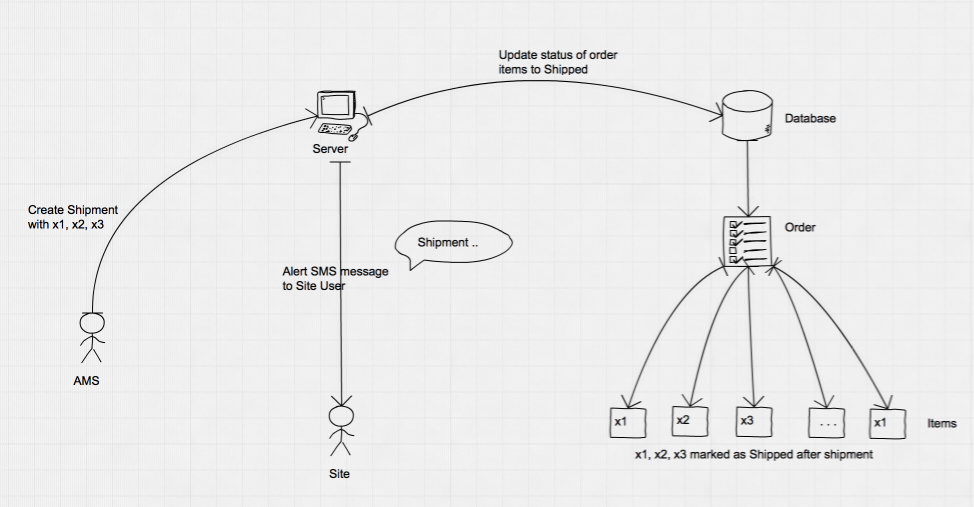 Update status of order
items to Shipped
Database
Server
Create Shipment
with x1, x2, x3
Order
Shipment ..
Alert SMS message
to Site User
AMS
x1
x2
x3
...
x1
Items
x1, x2, x3 marked as Shipped after shipment
Site